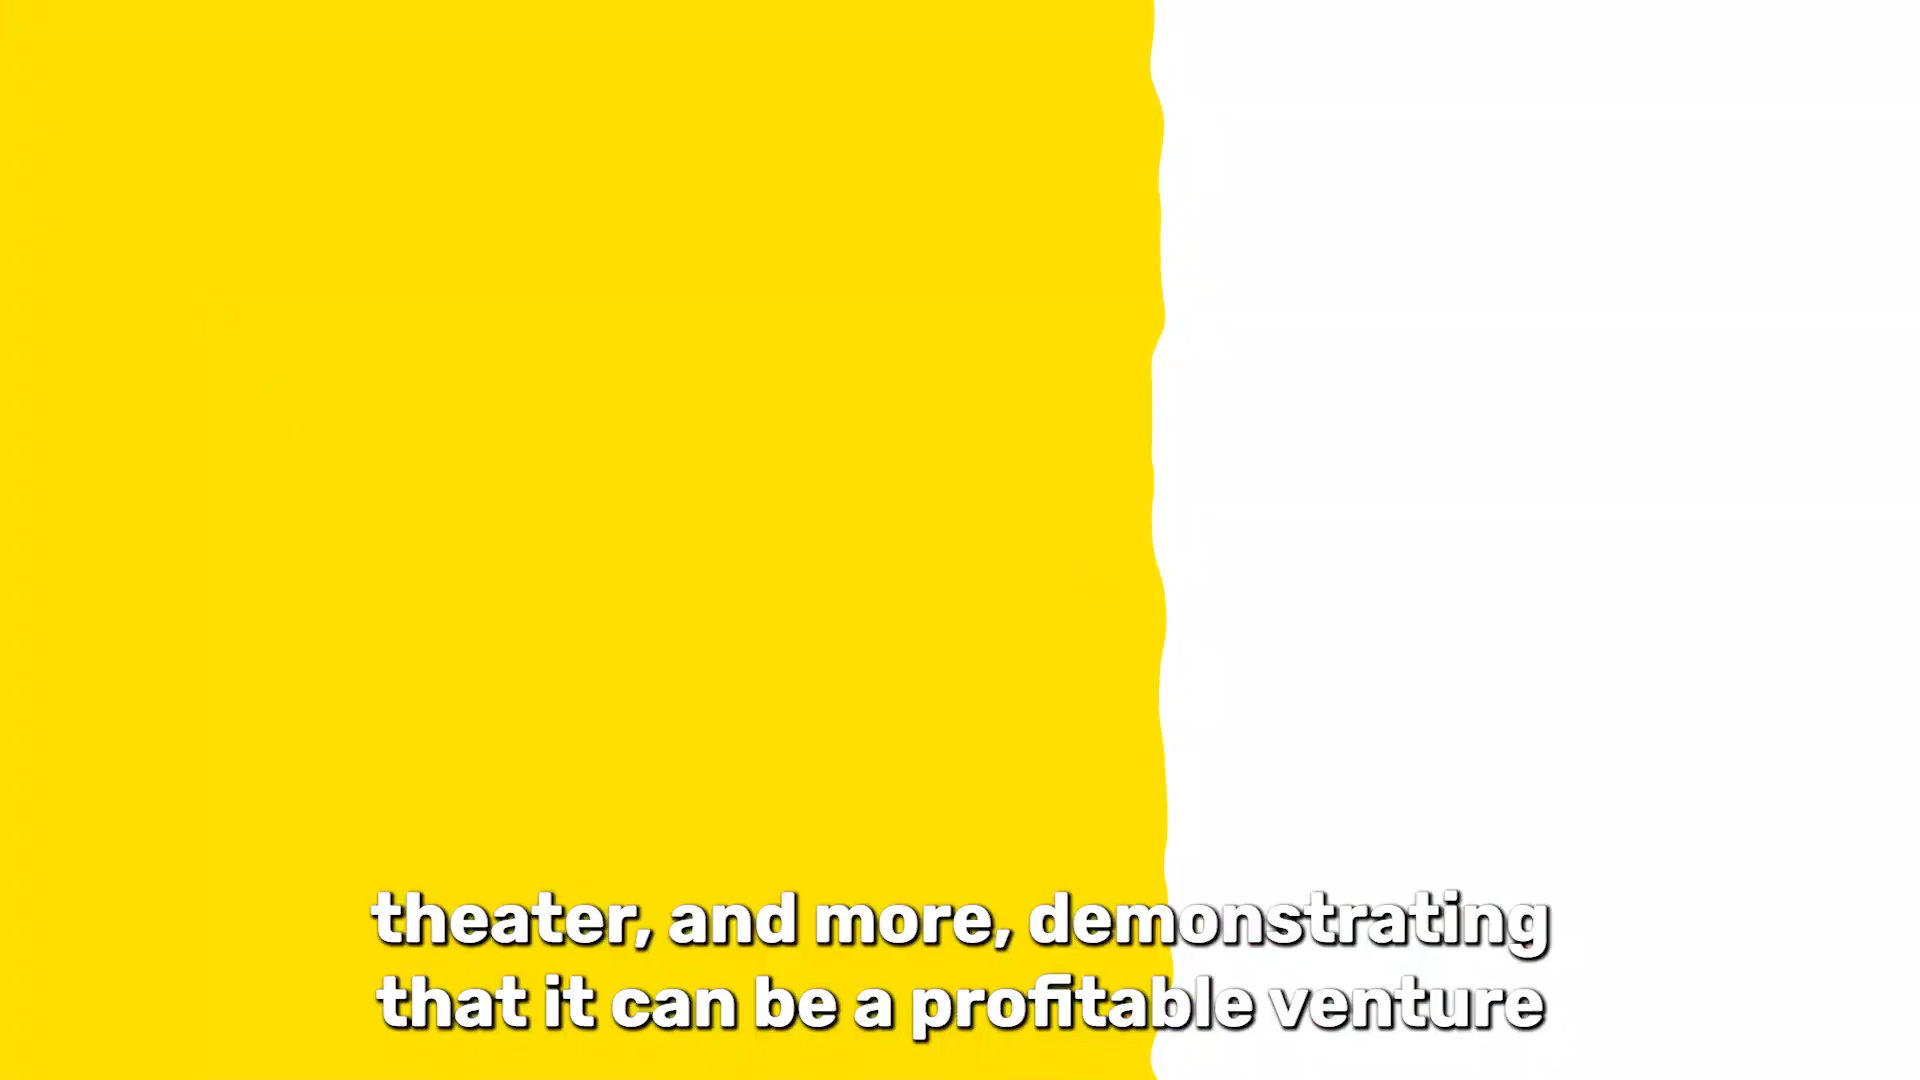 theater, and more, demonstrating
that it can be a profitable venture